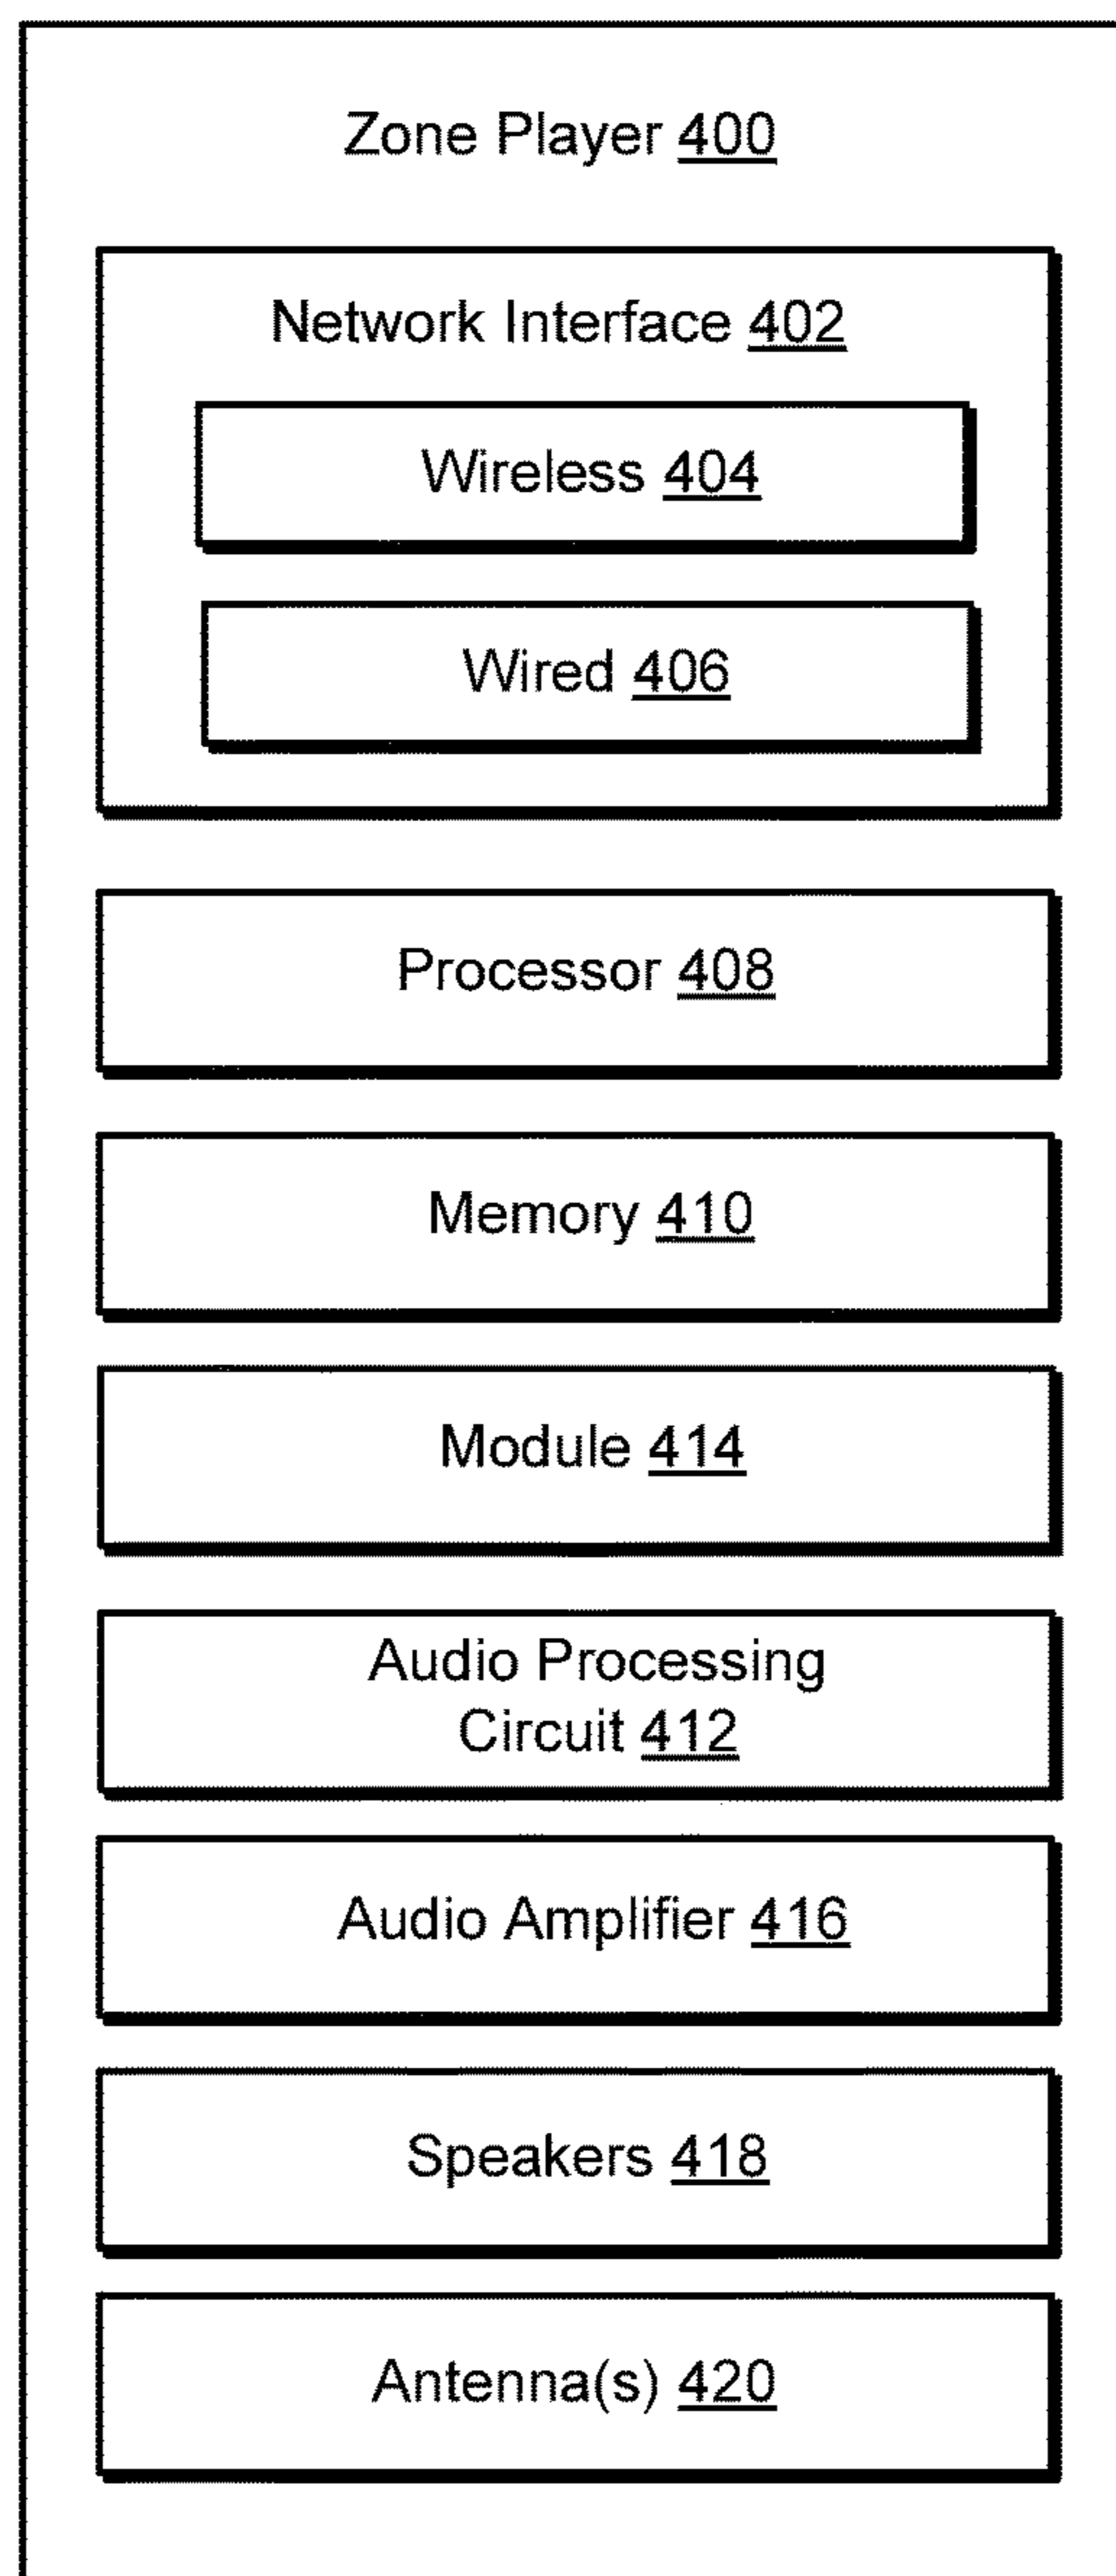 Zone Player 400
Network Interface 402
Wireless 404
Wired 406
Processor 408
Memory 410
Module 414
Audio Processing
Circuit 412
Audio Amplifier 416
Speakers 418
Antenna(s) 420